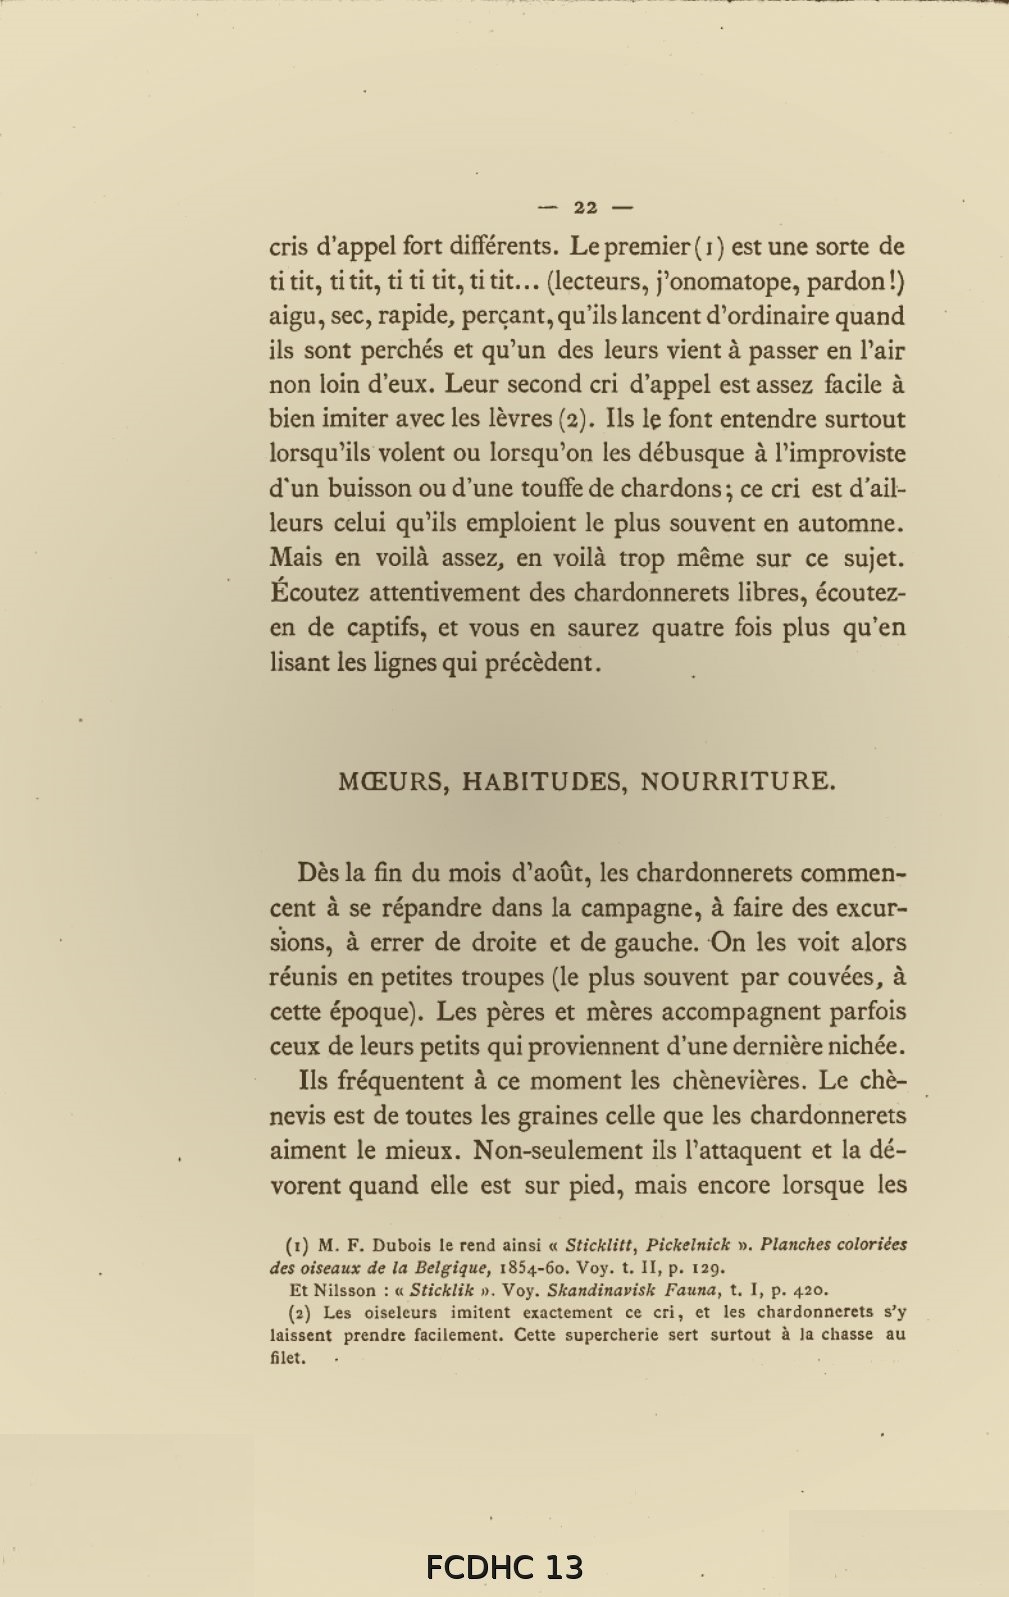 — 22 —
cris d'appel fort différents. Le premier (1) est une sorte de
ti tit, ti tit, ti ti tit, ti tit... (lecteurs, j'onomatope, pardon!)
aigu, sec, rapide, perçant, qu'ils lancent d'ordinaire quand
ils sont perchés et qu'un des leurs vient à passer en l'air
non loin d'eux. Leur second cri d'appel est assez facile à
bien imiter avec les lèvres (2). Ils le font entendre surtout
lorsqu'ils volent ou lorsqu'on les débusque à l'improviste
d'un buisson ou d'une touffe de chardons; ce cri est d'ail-
leurs celui qu'ils emploient le plus souvent en automne.
Mais en voilà assez, en voilà trop même sur ce sujet.
Écoutez attentivement des chardonnerets libres, écoutez-
en de captifs, et vous en saurez quatre fois plus qu'en
lisant les lignes qui précèdent.
MŒURS, HABITUDES, NOURRITURE.
Dès la fin du mois d'août, les chardonnerets commen-
cent à se répandre dans la campagne, à faire des excur-
sions, à errer de droite et de gauche. On les voit alors
réunis en petites troupes (le plus souvent par couvées, à
cette époque). Les pères et mères accompagnent parfois
ceux de leurs petits qui proviennent d'une dernière nichée.
Ils fréquentent à ce moment les chènevières. Le chè-
nevis est de toutes les graines celle que les chardonnerets
aiment le mieux. Non-seulement ils l'attaquent et la dé-
vorent quand elle est sur pied, mais encore lorsque les
(1) M. F. Dubois le rend ainsi « Sticklitt, Pickelnick ». Planches coloriées
des oiseaux de la Belgique, 1854-60. Voy. t. II, p. 129.
Et Nilsson : « Sticklik ». Voy. Skandinavisk Fauna, t. I, p. 420.
(2) Les oiseleurs imitent exactement ce cri, et les chardonnerets s'y
laissent prendre facilement. Cette supercherie sert surtout à la chasse au
filet.
FCDHC 13